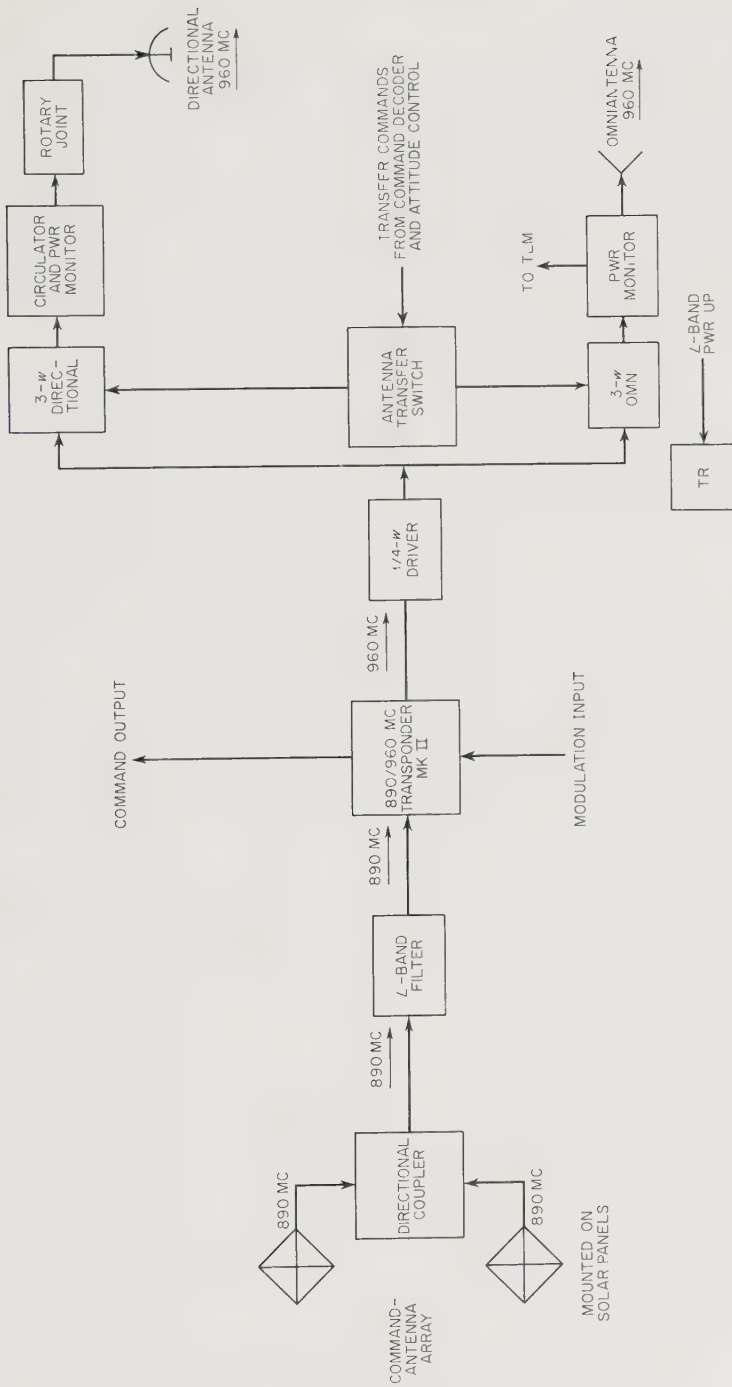 COMMAND-
ANTENNA
ARRAY
890 MC
890 MC
MOUNTED ON
SOLAR PANELS
DIRECTIONAL
COUPLER
890 MC
L-BAND
FILTER
890 MC
COMMAND OUTPUT
890/960 MC
TRANSPONDER
MK II
MODULATION INPUT
960 MC
1/4-W
DRIVER
3-W
DIREC-
TIONAL
CIRCULATOR
AND PWR
MONITOR
ROTARY
JOINT
DIRECTIONAL
ANTENNA
960 MC
ANTENNA
TRANSFER
SWITCH
TRANSFER COMMANDS
FROM COMMAND DECODER
AND ATTITUDE CONTROL
3-W
OMN
PWR
MONITOR
TO TLM
OMNIANTENNA
960 MC
TR
L-BAND
PWR UP